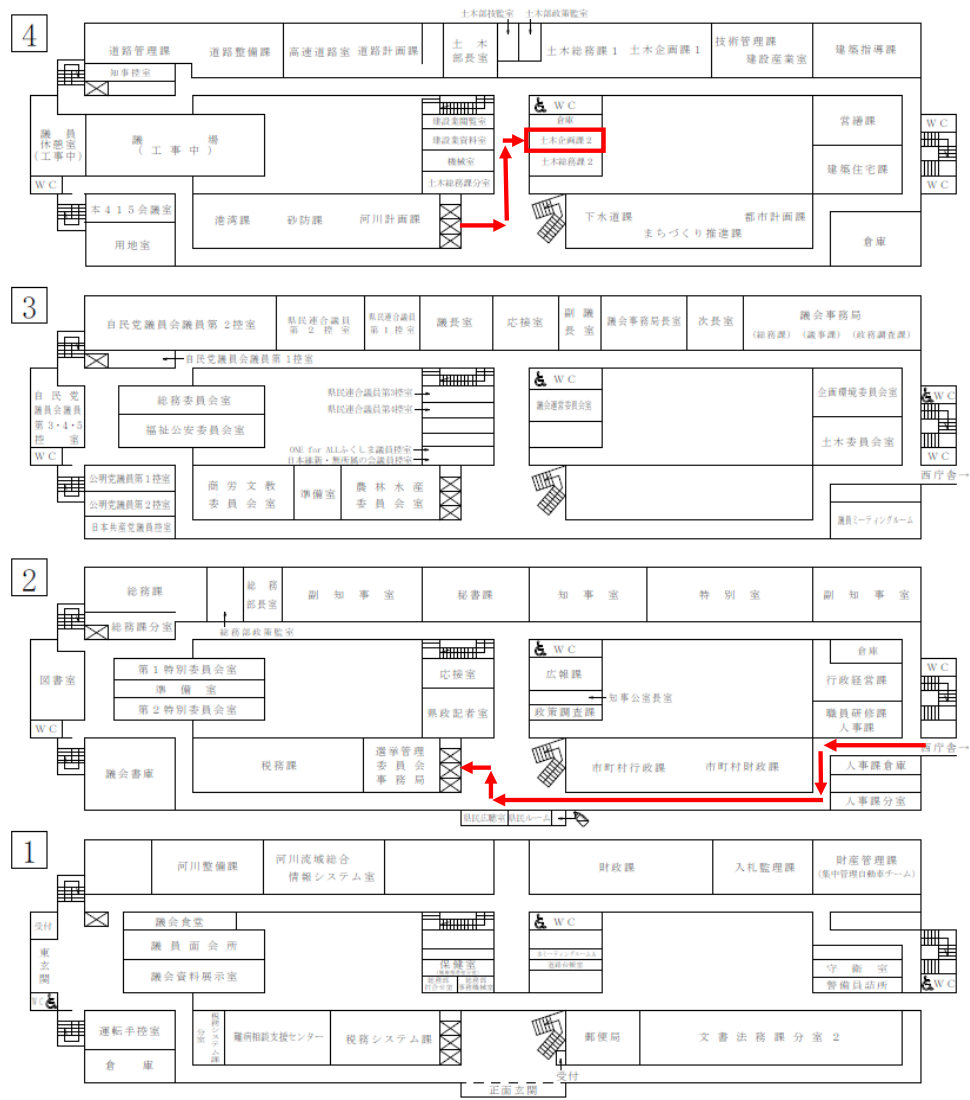 4
土木部技監室 土木部政策監室
道路管理課 道路整備課 高速道路室 道路計画課
土木
部長室
土木総務課1 土木企画課1
技術管理課
建設産業室
建築指導課
知事控室
議員
休憩室
(工事中)
議場
(工事中)
WC
建設業閲覧室
建設業資料室
機械室
土木総務課分室
WC
倉庫
土木企画課2
土木総務課2
営繕課
建築住宅課
WC
WC
本415会議室
用地室
港湾課 砂防課 河川計画課
下水道課 都市計画課
まちづくり推進課
倉庫
3
自民党議員会議員第2控室
県民連合議員
第2控室
県民連合議員
第1控室
議長室
応接室
副議
長室
議会事務局長室
次長室
議会事務局
(総務課) (議事課) (政務調査課)
自民党議員会議員第1控室
自民党
議員会議員
第3・4・5
控室
WC
総務委員会室
福祉公安委員会室
県民連合議員第3控室
県民連合議員第4控室
ONE for ALLふくしま議員控室
日本維新・無所属の会議員控室
WC
議会運営委員会室
企画環境委員会室
土木委員会室
WC
WC
西庁舎→
公明党議員第1控室
公明党議員第2控室
日本共産党議員控室
商労文教
委員会室
準備室
農林水産
委員会室
議員ミーティングルーム
2
総務課
総務
部長室
副知事室
秘書課
知事室
特別室
副知事室
総務課分室
総務部政策監室
図書室
WC
第1特別委員会室
準備室
第2特別委員会室
応接室
県政記者室
WC
広報課
知事公室長室
政策調査課
倉庫
行政経営課
職員研修課
人事課
WC
西庁舎→
議会書庫
税務課
選挙管理
委員会
事務局
市町村行政課 市町村財政課
人事課倉庫
人事課分室
県民広聴室 県民ルーム
1
河川整備課
河川流域総合
情報システム室
財政課
入札監理課
財産管理課
(集中管理自動車チーム)
受付
東玄関
WC
議会食堂
議員面会所
議会資料展示室
保健室
総務部
打合せ室
総務部
事務機械室
WC
守衛室
警備員詰所
WC
運転手控室
倉庫
税務システム課
分室
難病相談支援センター
税務システム課
郵便局
文書法務課分室2
受付
正面玄関